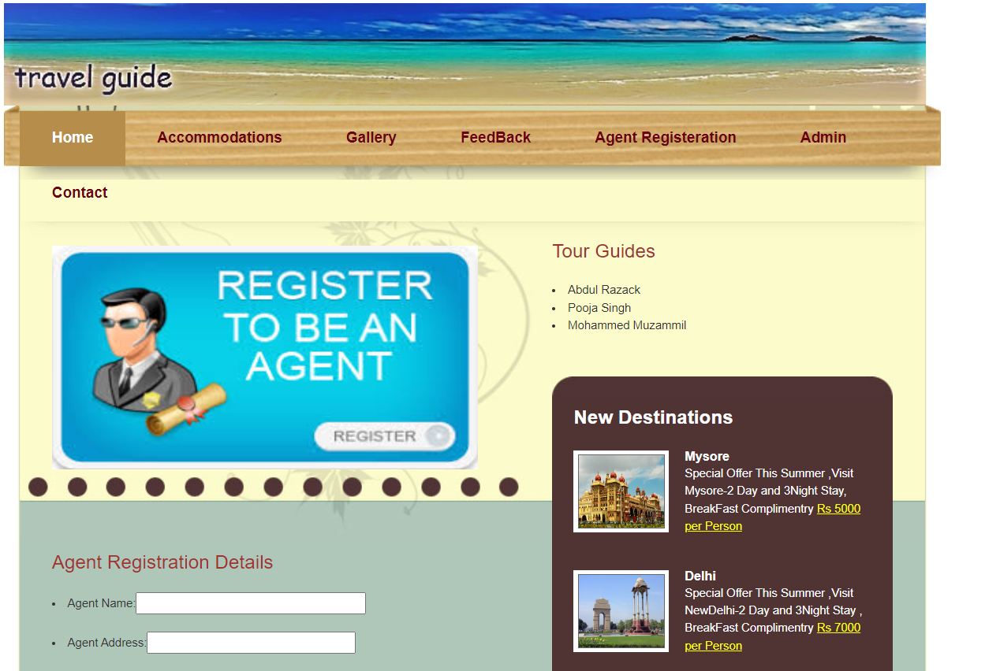 travel guide
Home Accommodations Gallery FeedBack Agent Registeration Admin
Contact
REGISTER
TO BE AN
AGENT
REGISTER
Tour Guides
Abdul Razack
Pooja Singh
Mohammed Muzammil
New Destinations
Mysore
Special Offer This Summer ,Visit
Mysore-2 Day and 3Night Stay,
BreakFast Complimentry Rs 5000
per Person
Delhi
Special Offer This Summer ,Visit
NewDelhi-2 Day and 3Night Stay ,
BreakFast Complimentry Rs 7000
per Person
Agent Registration Details
Agent Name:
Agent Address: